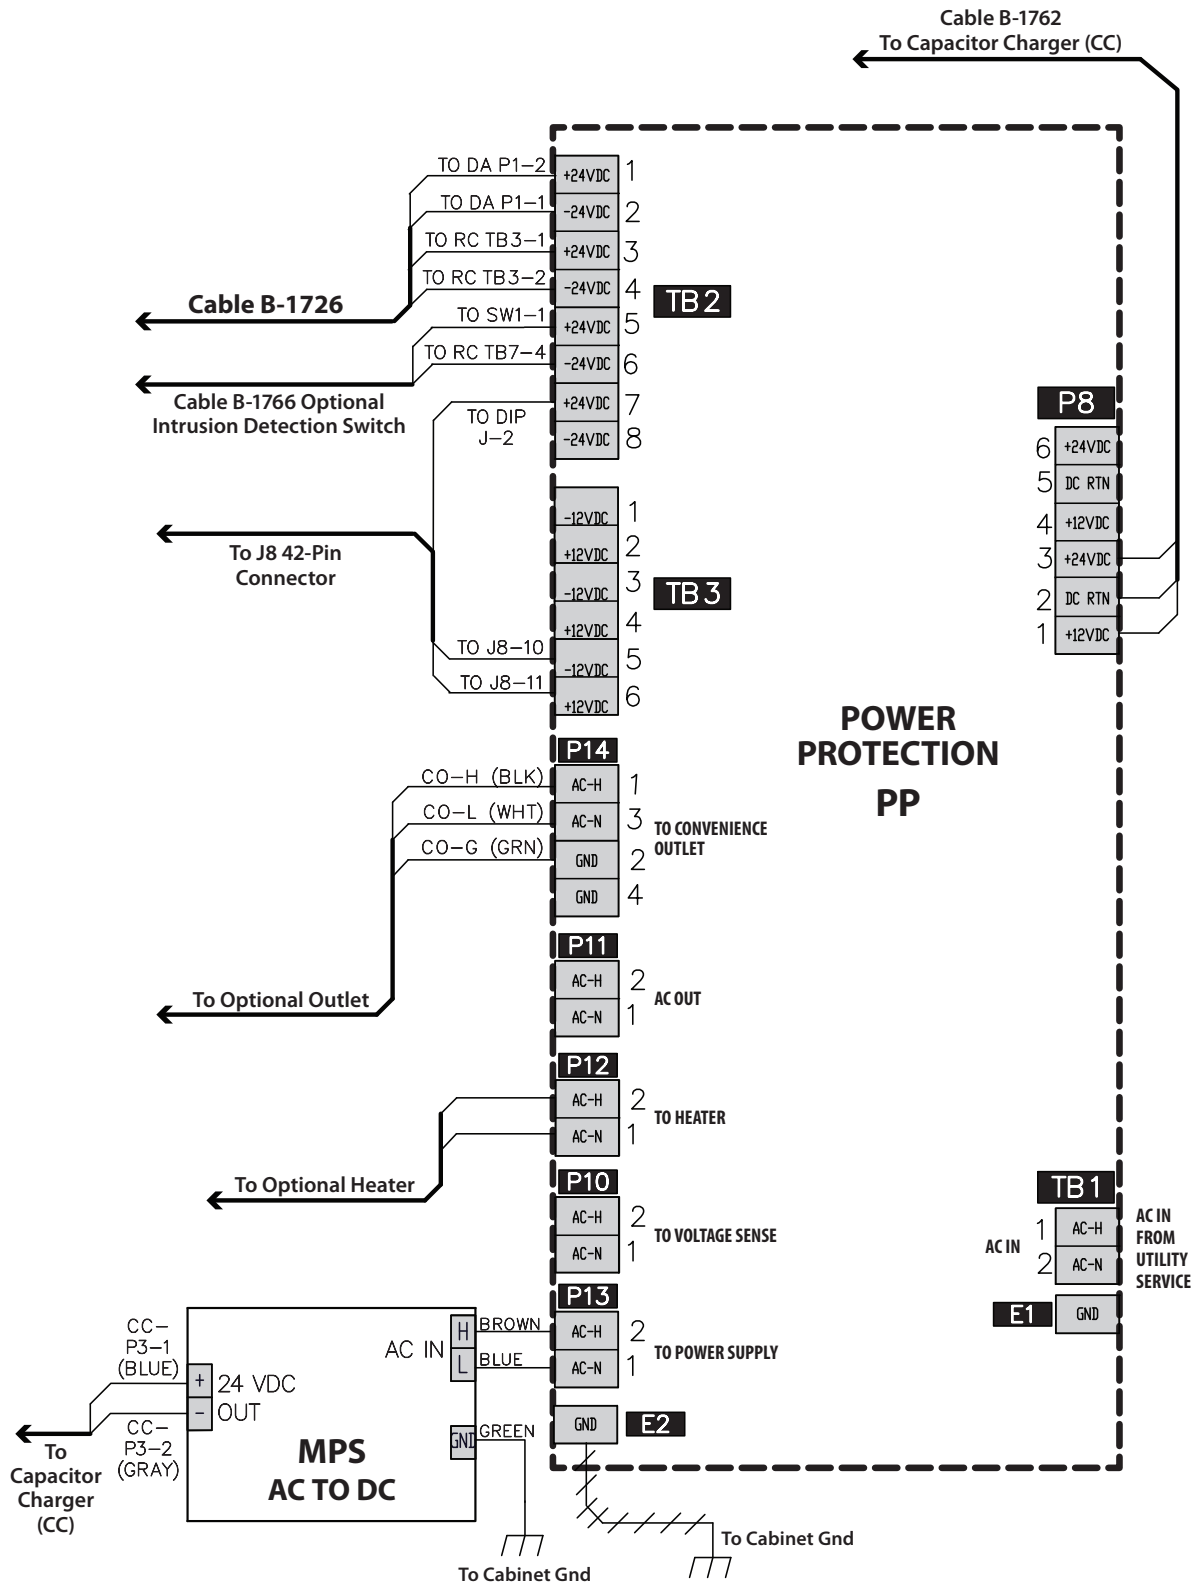 Cable B-1762
To Capacitor Charger (CC)
TO DA P1-2
+24VDC
1
TO DA P1-1
-24VDC
2
TO RC TB3-1
+24VDC
3
TO RC TB3-2
-24VDC
4
TB2
Cable B-1726
TO SW1-1
+24VDC
5
TO RC TB7-4
-24VDC
6
Cable B-1766 Optional
Intrusion Detection Switch
+24VDC
7
TO DIP
J-2
-24VDC
8
P8
6
+24VDC
5
DC RTN
4
+12VDC
3
+24VDC
2
DC RTN
1
+12VDC
-12VDC
1
+12VDC
2
-12VDC
3
+12VDC
4
TB3
To J8 42-Pin
Connector
TO J8-10
-12VDC
5
TO J8-11
+12VDC
6
POWER
PROTECTION
PP
P14
CO-H (BLK)
AC-H
1
CO-L (WHT)
AC-N
3
CO-G (GRN)
GND
2
GND
4
TO CONVENIENCE
OUTLET
P11
AC-H
2
AC-N
1
AC OUT
To Optional Outlet
P12
AC-H
2
AC-N
1
TO HEATER
To Optional Heater
P10
AC-H
2
AC-N
1
TO VOLTAGE SENSE
TB1
AC IN
1
AC-H
2
AC-N
AC IN
FROM
UTILITY
SERVICE
E1
GND
P13
BROWN
AC-H
2
BLUE
AC-N
1
TO POWER SUPPLY
AC IN
H
L
CC-
P3-1
(BLUE)
+
24 VDC
-
OUT
CC-
P3-2
(GRAY)
To
Capacitor
Charger
(CC)
MPS
AC TO DC
GND
GREEN
GND
E2
To Cabinet Gnd
To Cabinet Gnd